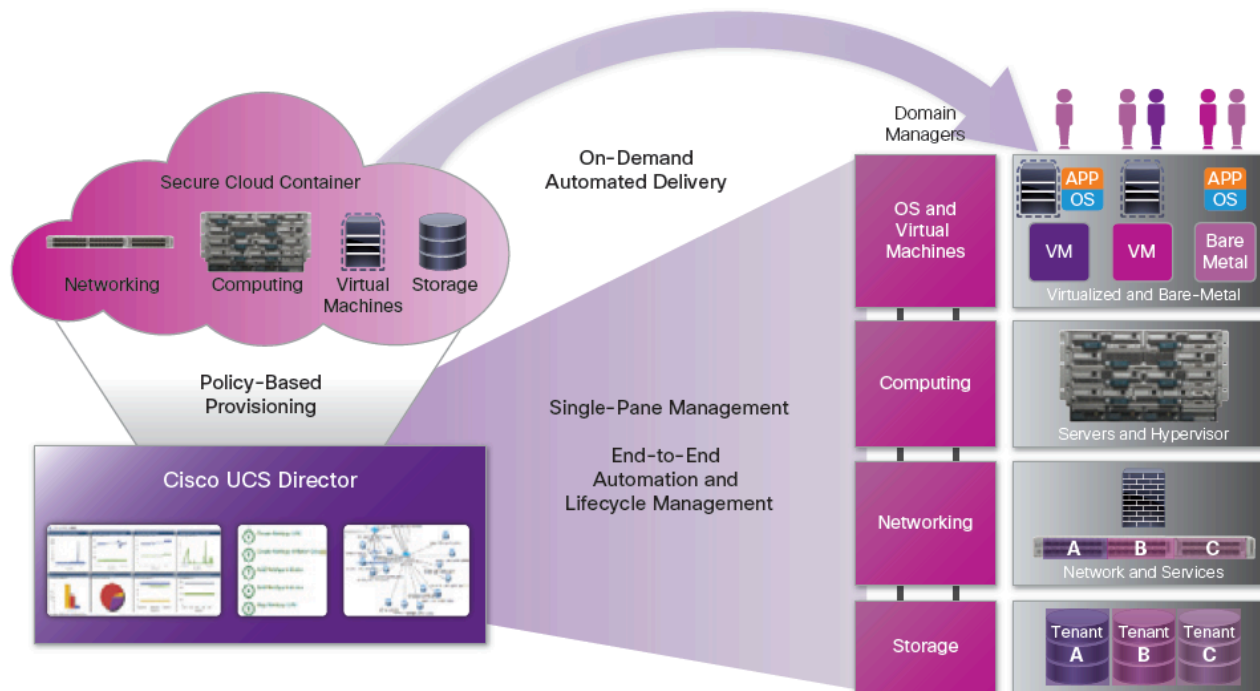 Secure Cloud Container
Networking
Computing
Virtual
Machines
Storage
Policy-Based
Provisioning
Cisco UCS Director
On-Demand
Automated Delivery
Single-Pane Management
End-to-End
Automation and
Lifecycle Management
Domain
Managers
OS and
Virtual
Machines
Computing
Networking
Storage
APP
OS
APP
OS
VM
VM
Bare
Metal
Virtualized and Bare-Metal
Servers and Hypervisor
A B C
Network and Services
Tenant
A
Tenant
B
Tenant
C